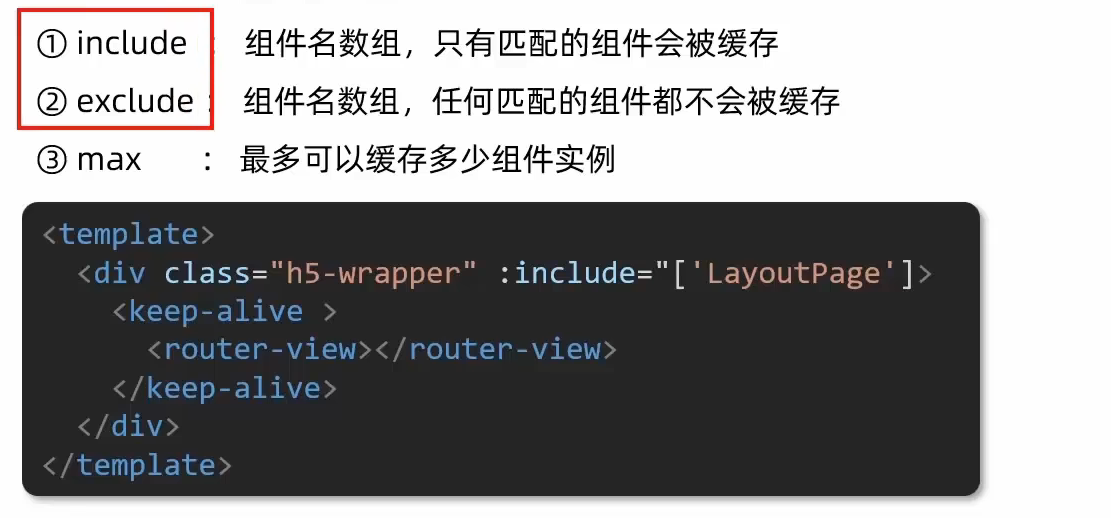 ① include : 组件名数组，只有匹配的组件会被缓存
② exclude : 组件名数组，任何匹配的组件都不会被缓存
③ max : 最多可以缓存多少组件实例
<template>
  <div class="h5-wrapper" :include="['LayoutPage']>
    <keep-alive >
      <router-view></router-view>
    </keep-alive>
  </div>
</template>